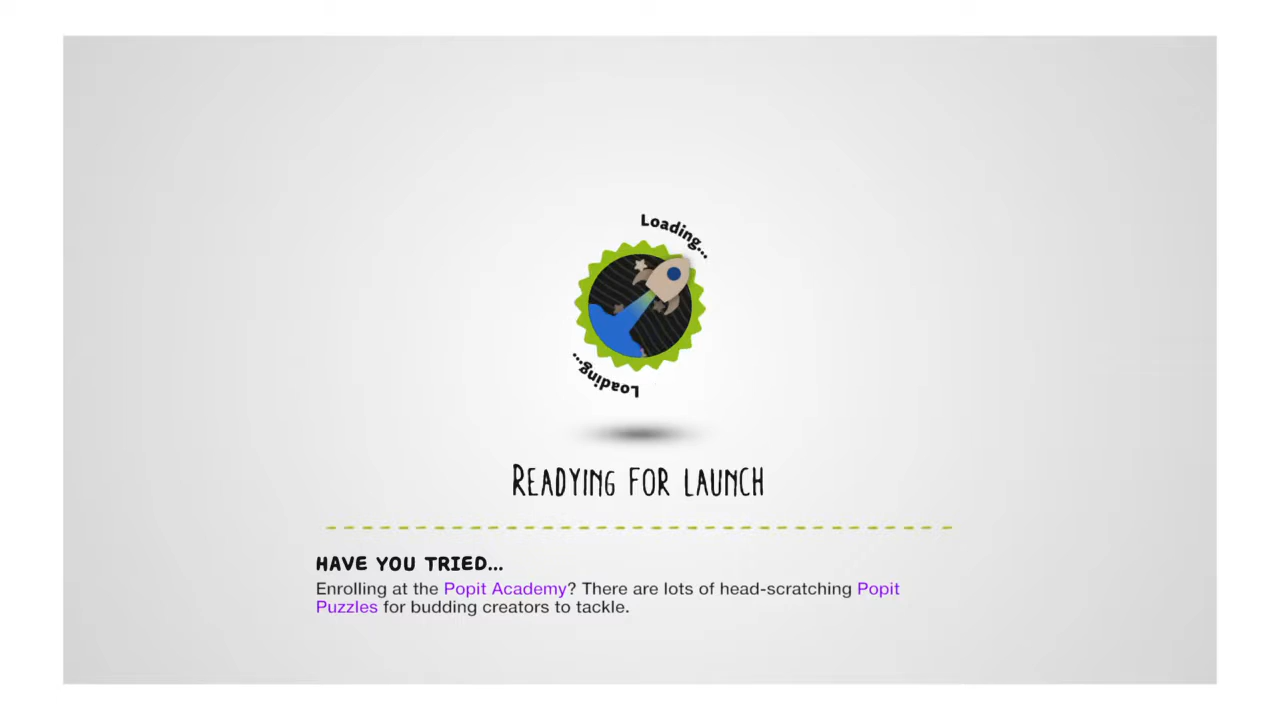 Loading...
Loading...
READYING FOR LAUNCH
HAVE YOU TRIED...
Enrolling at the Popit Academy? There are lots of head-scratching Popit
Puzzles for budding creators to tackle.